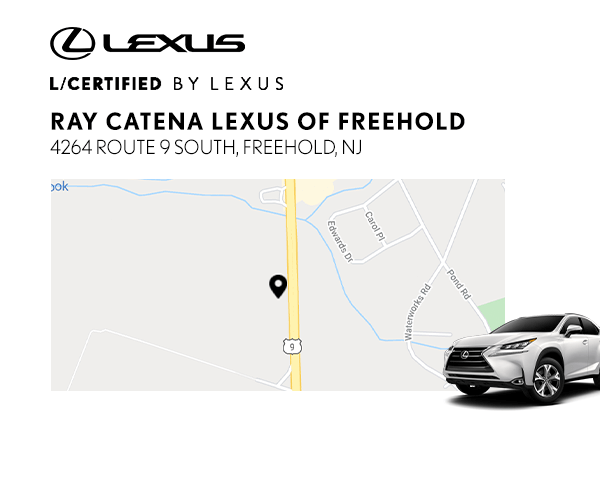 LEXUS
L/CERTIFIED BY LEXUS
RAY CATENA LEXUS OF FREEHOLD
4264 ROUTE 9 SOUTH, FREEHOLD, NJ
ook
Carol Pl
Edwards Dr
Pond Rd
Waterworks Rd
9